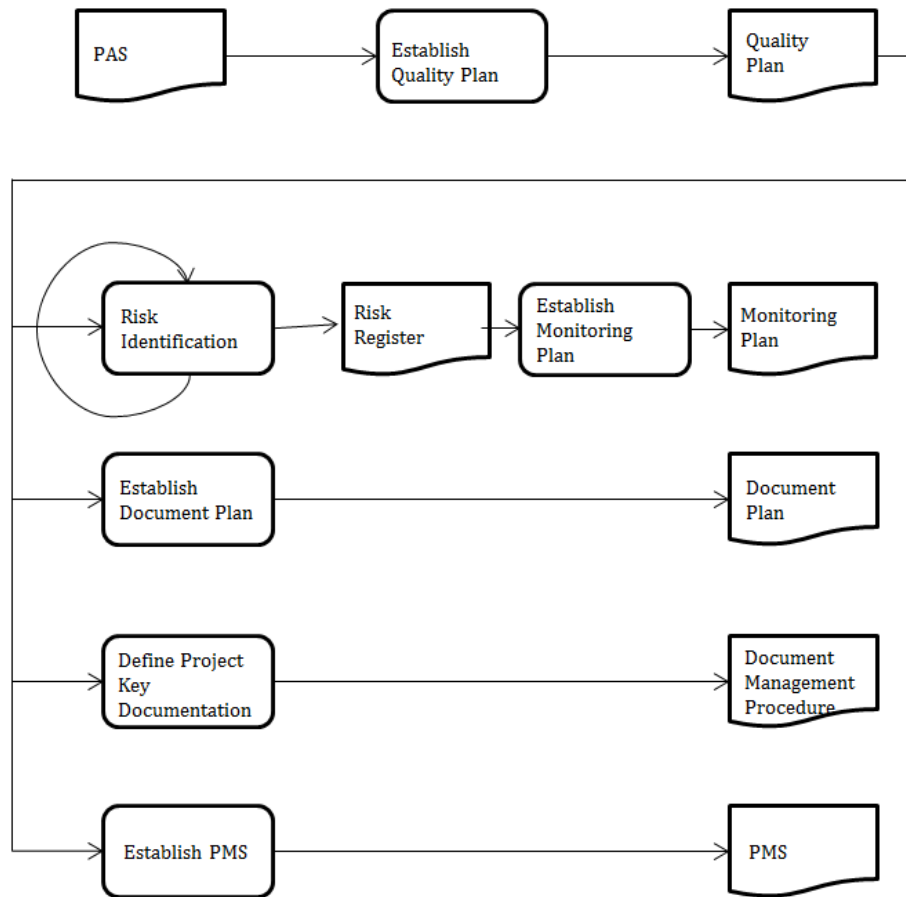 PAS
Establish
Quality Plan
Quality
Plan
Risk
Identification
Risk
Register
Establish
Monitoring
Plan
Monitoring
Plan
Establish
Document Plan
Document
Plan
Define Project
Key
Documentation
Document
Management
Procedure
Establish PMS
PMS